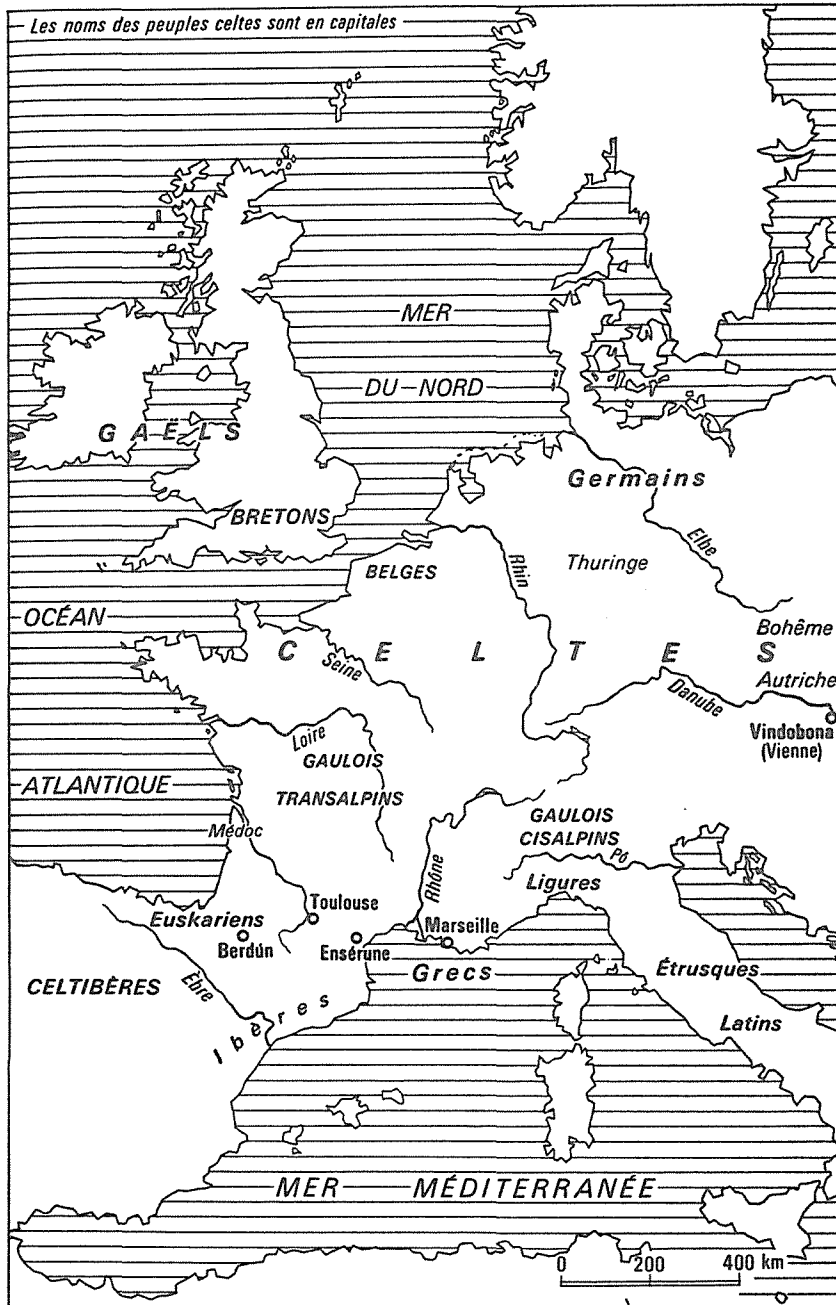 Les noms des peuples celtes sont en capitales
MER
DU-NORD
GAËLS
Germains
BRETONS
Elbe
Rhin
Thuringe
BELGES
OCÉAN
Bohême
CELTES
Seine
Autriche
Danube
Loire
Vindobona
(Vienne)
GAULOIS
TRANSALPINS
ATLANTIQUE
GAULOIS
CISALPINS
Médoc
Pô
Rhône
Ligures
Toulouse
Euskariens
Marseille
Berdún
Ensérune
Grecs
Étrusques
CELTIBÈRES
Èbre
Ibères
Latins
MER MÉDITERRANÉE
0 200 400 km